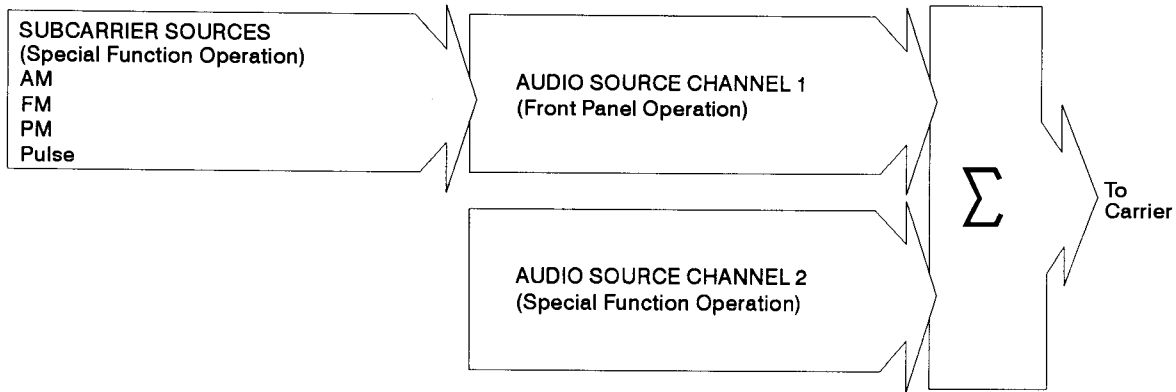 SUBCARRIER SOURCES
(Special Function Operation)
AM
FM
PM
Pulse
AUDIO SOURCE CHANNEL 1
(Front Panel Operation)
AUDIO SOURCE CHANNEL 2
(Special Function Operation)
Σ
To
Carrier